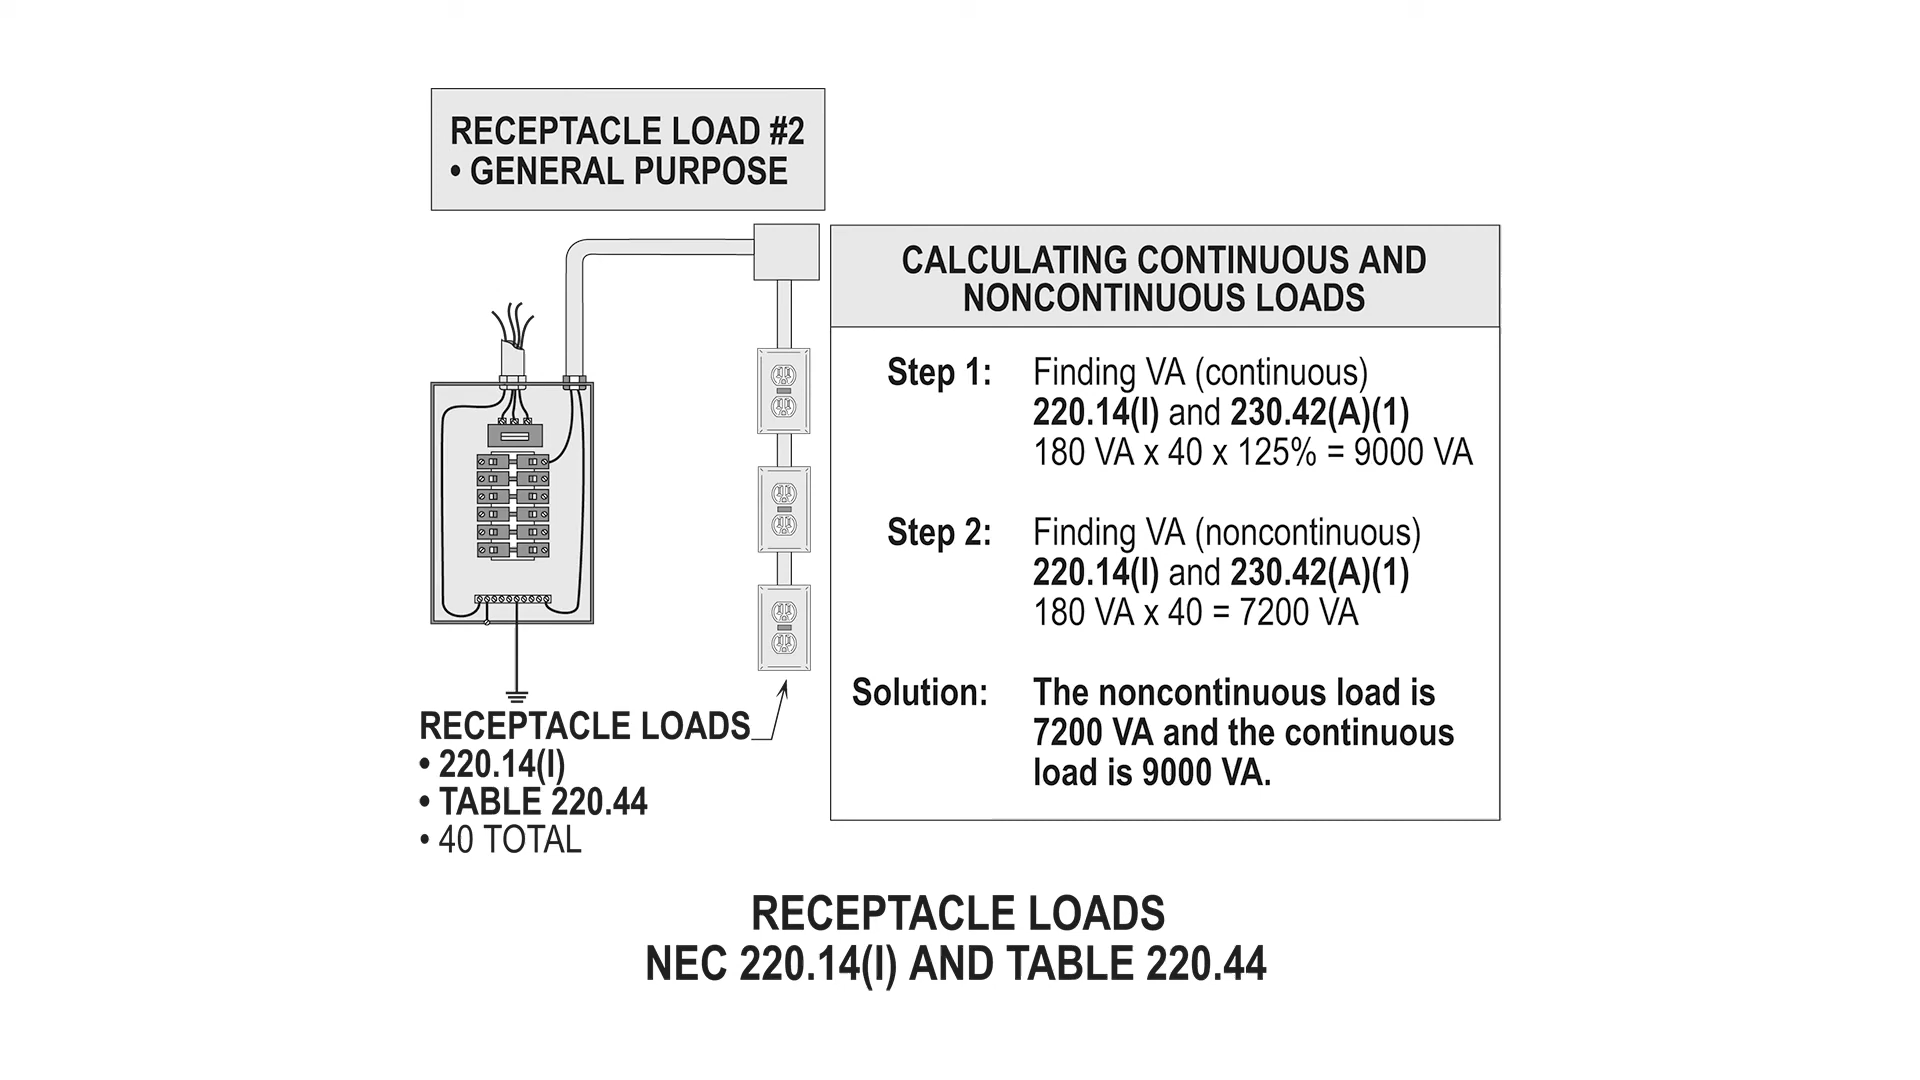 RECEPTACLE LOAD #2
• GENERAL PURPOSE
CALCULATING CONTINUOUS AND
NONCONTINUOUS LOADS
Step 1: Finding VA (continuous)
220.14(I) and 230.42(A)(1)
180 VA x 40 x 125% = 9000 VA
Step 2: Finding VA (noncontinuous)
220.14(I) and 230.42(A)(1)
180 VA x 40 = 7200 VA
Solution: The noncontinuous load is
7200 VA and the continuous
load is 9000 VA.
RECEPTACLE LOADS
• 220.14(I)
• TABLE 220.44
• 40 TOTAL
RECEPTACLE LOADS
NEC 220.14(I) AND TABLE 220.44